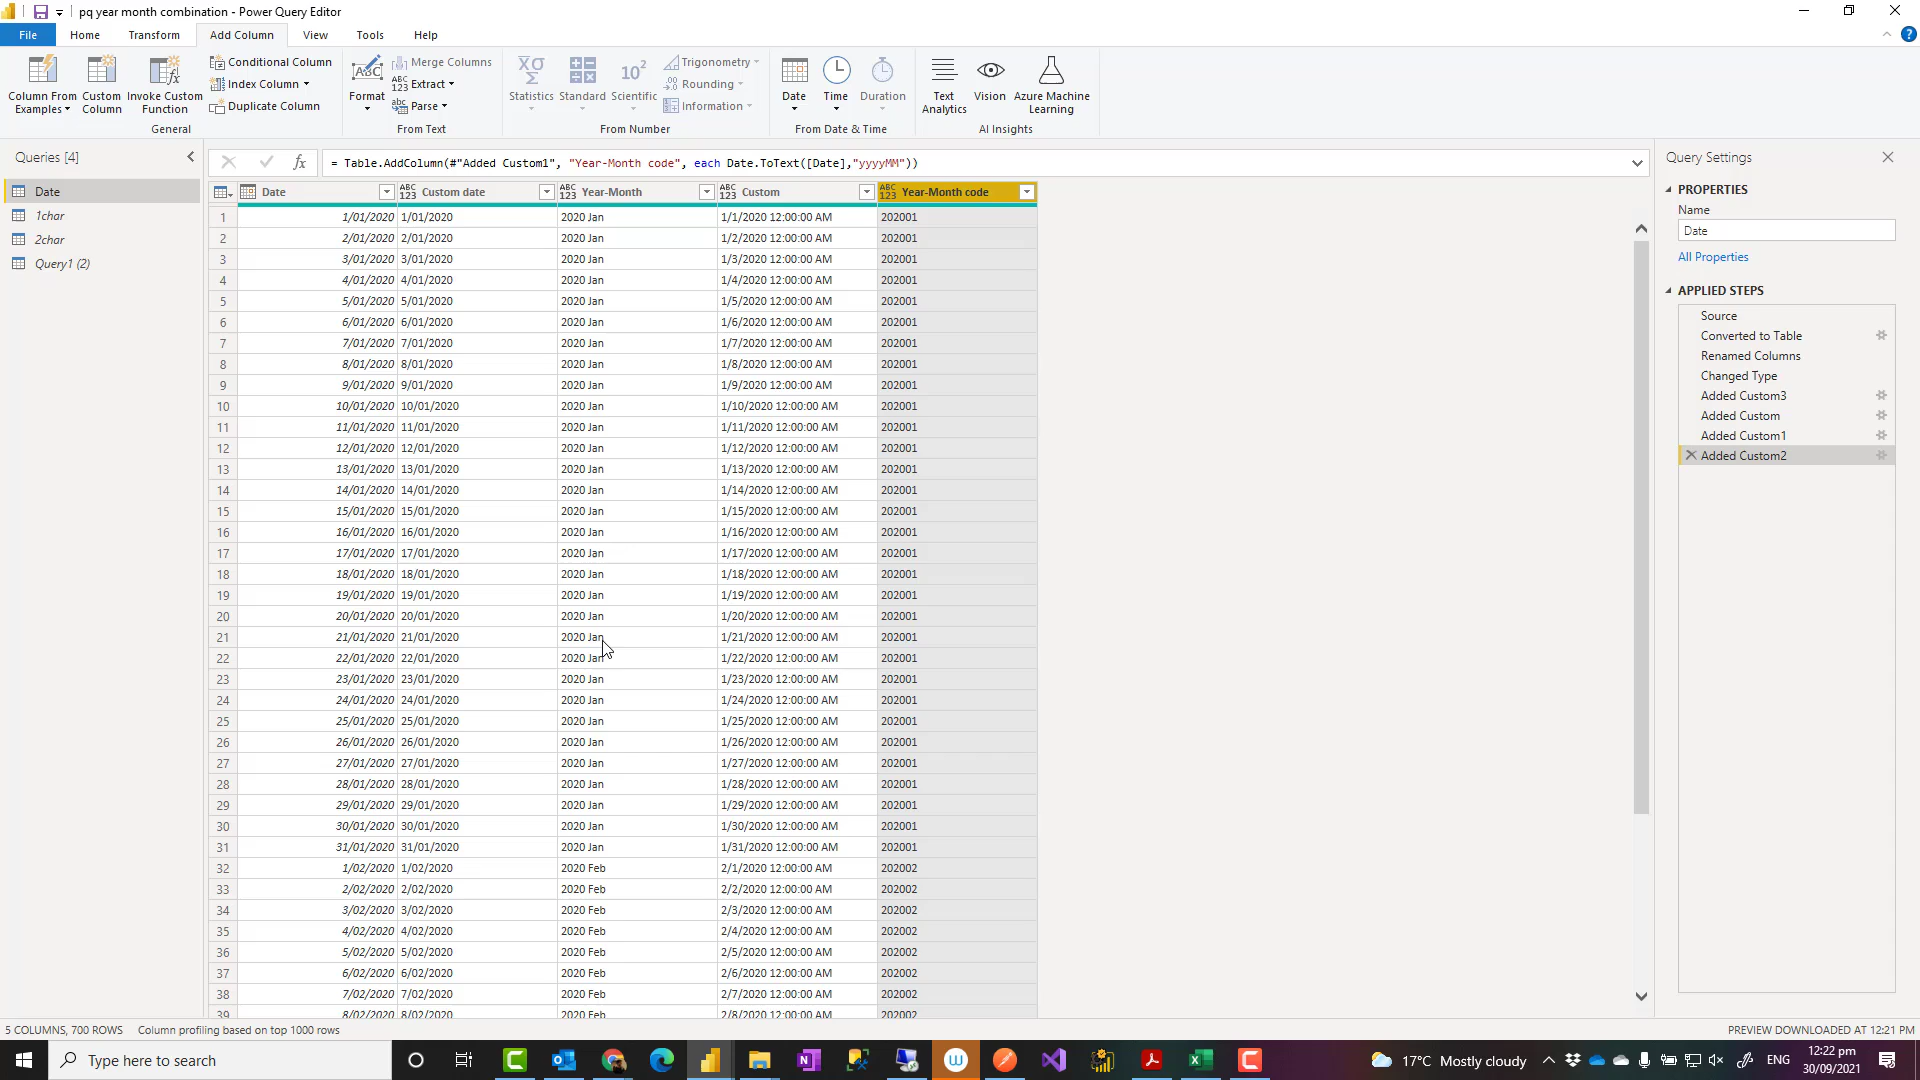 pq year month combination - Power Query Editor
File Home Transform Add Column View Tools Help
Column From Examples Custom Column Invoke Custom Function Conditional Column Index Column Duplicate Column General
Format Merge Columns Extract Parse From Text
Statistics Standard Scientific Trigonometry Rounding Information From Number
Date Time Duration From Date & Time
Text Analytics Vision Azure Machine Learning AI Insights
Queries [4]
Date
1char
2char
Query1 (2)
= Table.AddColumn(#"Added Custom1", "Year-Month code", each Date.ToText([Date],"yyyyMM"))
Date Custom date Year-Month Custom Year-Month code
1 1/01/2020 1/01/2020 2020 Jan 1/1/2020 12:00:00 AM 202001
2 2/01/2020 2/01/2020 2020 Jan 1/2/2020 12:00:00 AM 202001
3 3/01/2020 3/01/2020 2020 Jan 1/3/2020 12:00:00 AM 202001
4 4/01/2020 4/01/2020 2020 Jan 1/4/2020 12:00:00 AM 202001
5 5/01/2020 5/01/2020 2020 Jan 1/5/2020 12:00:00 AM 202001
6 6/01/2020 6/01/2020 2020 Jan 1/6/2020 12:00:00 AM 202001
7 7/01/2020 7/01/2020 2020 Jan 1/7/2020 12:00:00 AM 202001
8 8/01/2020 8/01/2020 2020 Jan 1/8/2020 12:00:00 AM 202001
9 9/01/2020 9/01/2020 2020 Jan 1/9/2020 12:00:00 AM 202001
10 10/01/2020 10/01/2020 2020 Jan 1/10/2020 12:00:00 AM 202001
11 11/01/2020 11/01/2020 2020 Jan 1/11/2020 12:00:00 AM 202001
12 12/01/2020 12/01/2020 2020 Jan 1/12/2020 12:00:00 AM 202001
13 13/01/2020 13/01/2020 2020 Jan 1/13/2020 12:00:00 AM 202001
14 14/01/2020 14/01/2020 2020 Jan 1/14/2020 12:00:00 AM 202001
15 15/01/2020 15/01/2020 2020 Jan 1/15/2020 12:00:00 AM 202001
16 16/01/2020 16/01/2020 2020 Jan 1/16/2020 12:00:00 AM 202001
17 17/01/2020 17/01/2020 2020 Jan 1/17/2020 12:00:00 AM 202001
18 18/01/2020 18/01/2020 2020 Jan 1/18/2020 12:00:00 AM 202001
19 19/01/2020 19/01/2020 2020 Jan 1/19/2020 12:00:00 AM 202001
20 20/01/2020 20/01/2020 2020 Jan 1/20/2020 12:00:00 AM 202001
21 21/01/2020 21/01/2020 2020 Jan 1/21/2020 12:00:00 AM 202001
22 22/01/2020 22/01/2020 2020 Jan 1/22/2020 12:00:00 AM 202001
23 23/01/2020 23/01/2020 2020 Jan 1/23/2020 12:00:00 AM 202001
24 24/01/2020 24/01/2020 2020 Jan 1/24/2020 12:00:00 AM 202001
25 25/01/2020 25/01/2020 2020 Jan 1/25/2020 12:00:00 AM 202001
26 26/01/2020 26/01/2020 2020 Jan 1/26/2020 12:00:00 AM 202001
27 27/01/2020 27/01/2020 2020 Jan 1/27/2020 12:00:00 AM 202001
28 28/01/2020 28/01/2020 2020 Jan 1/28/2020 12:00:00 AM 202001
29 29/01/2020 29/01/2020 2020 Jan 1/29/2020 12:00:00 AM 202001
30 30/01/2020 30/01/2020 2020 Jan 1/30/2020 12:00:00 AM 202001
31 31/01/2020 31/01/2020 2020 Jan 1/31/2020 12:00:00 AM 202001
32 1/02/2020 1/02/2020 2020 Feb 2/1/2020 12:00:00 AM 202002
33 2/02/2020 2/02/2020 2020 Feb 2/2/2020 12:00:00 AM 202002
34 3/02/2020 3/02/2020 2020 Feb 2/3/2020 12:00:00 AM 202002
35 4/02/2020 4/02/2020 2020 Feb 2/4/2020 12:00:00 AM 202002
36 5/02/2020 5/02/2020 2020 Feb 2/5/2020 12:00:00 AM 202002
37 6/02/2020 6/02/2020 2020 Feb 2/6/2020 12:00:00 AM 202002
38 7/02/2020 7/02/2020 2020 Feb 2/7/2020 12:00:00 AM 202002
39 8/02/2020 8/02/2020 2020 Feb 2/8/2020 12:00:00 AM 202002
Query Settings
PROPERTIES
Name
Date
All Properties
APPLIED STEPS
Source
Converted to Table
Renamed Columns
Changed Type
Added Custom3
Added Custom
Added Custom1
Added Custom2
5 COLUMNS, 700 ROWS Column profiling based on top 1000 rows PREVIEW DOWNLOADED AT 12:21 PM
Type here to search 17°C Mostly cloudy ENG 12:22 pm
30/09/2021